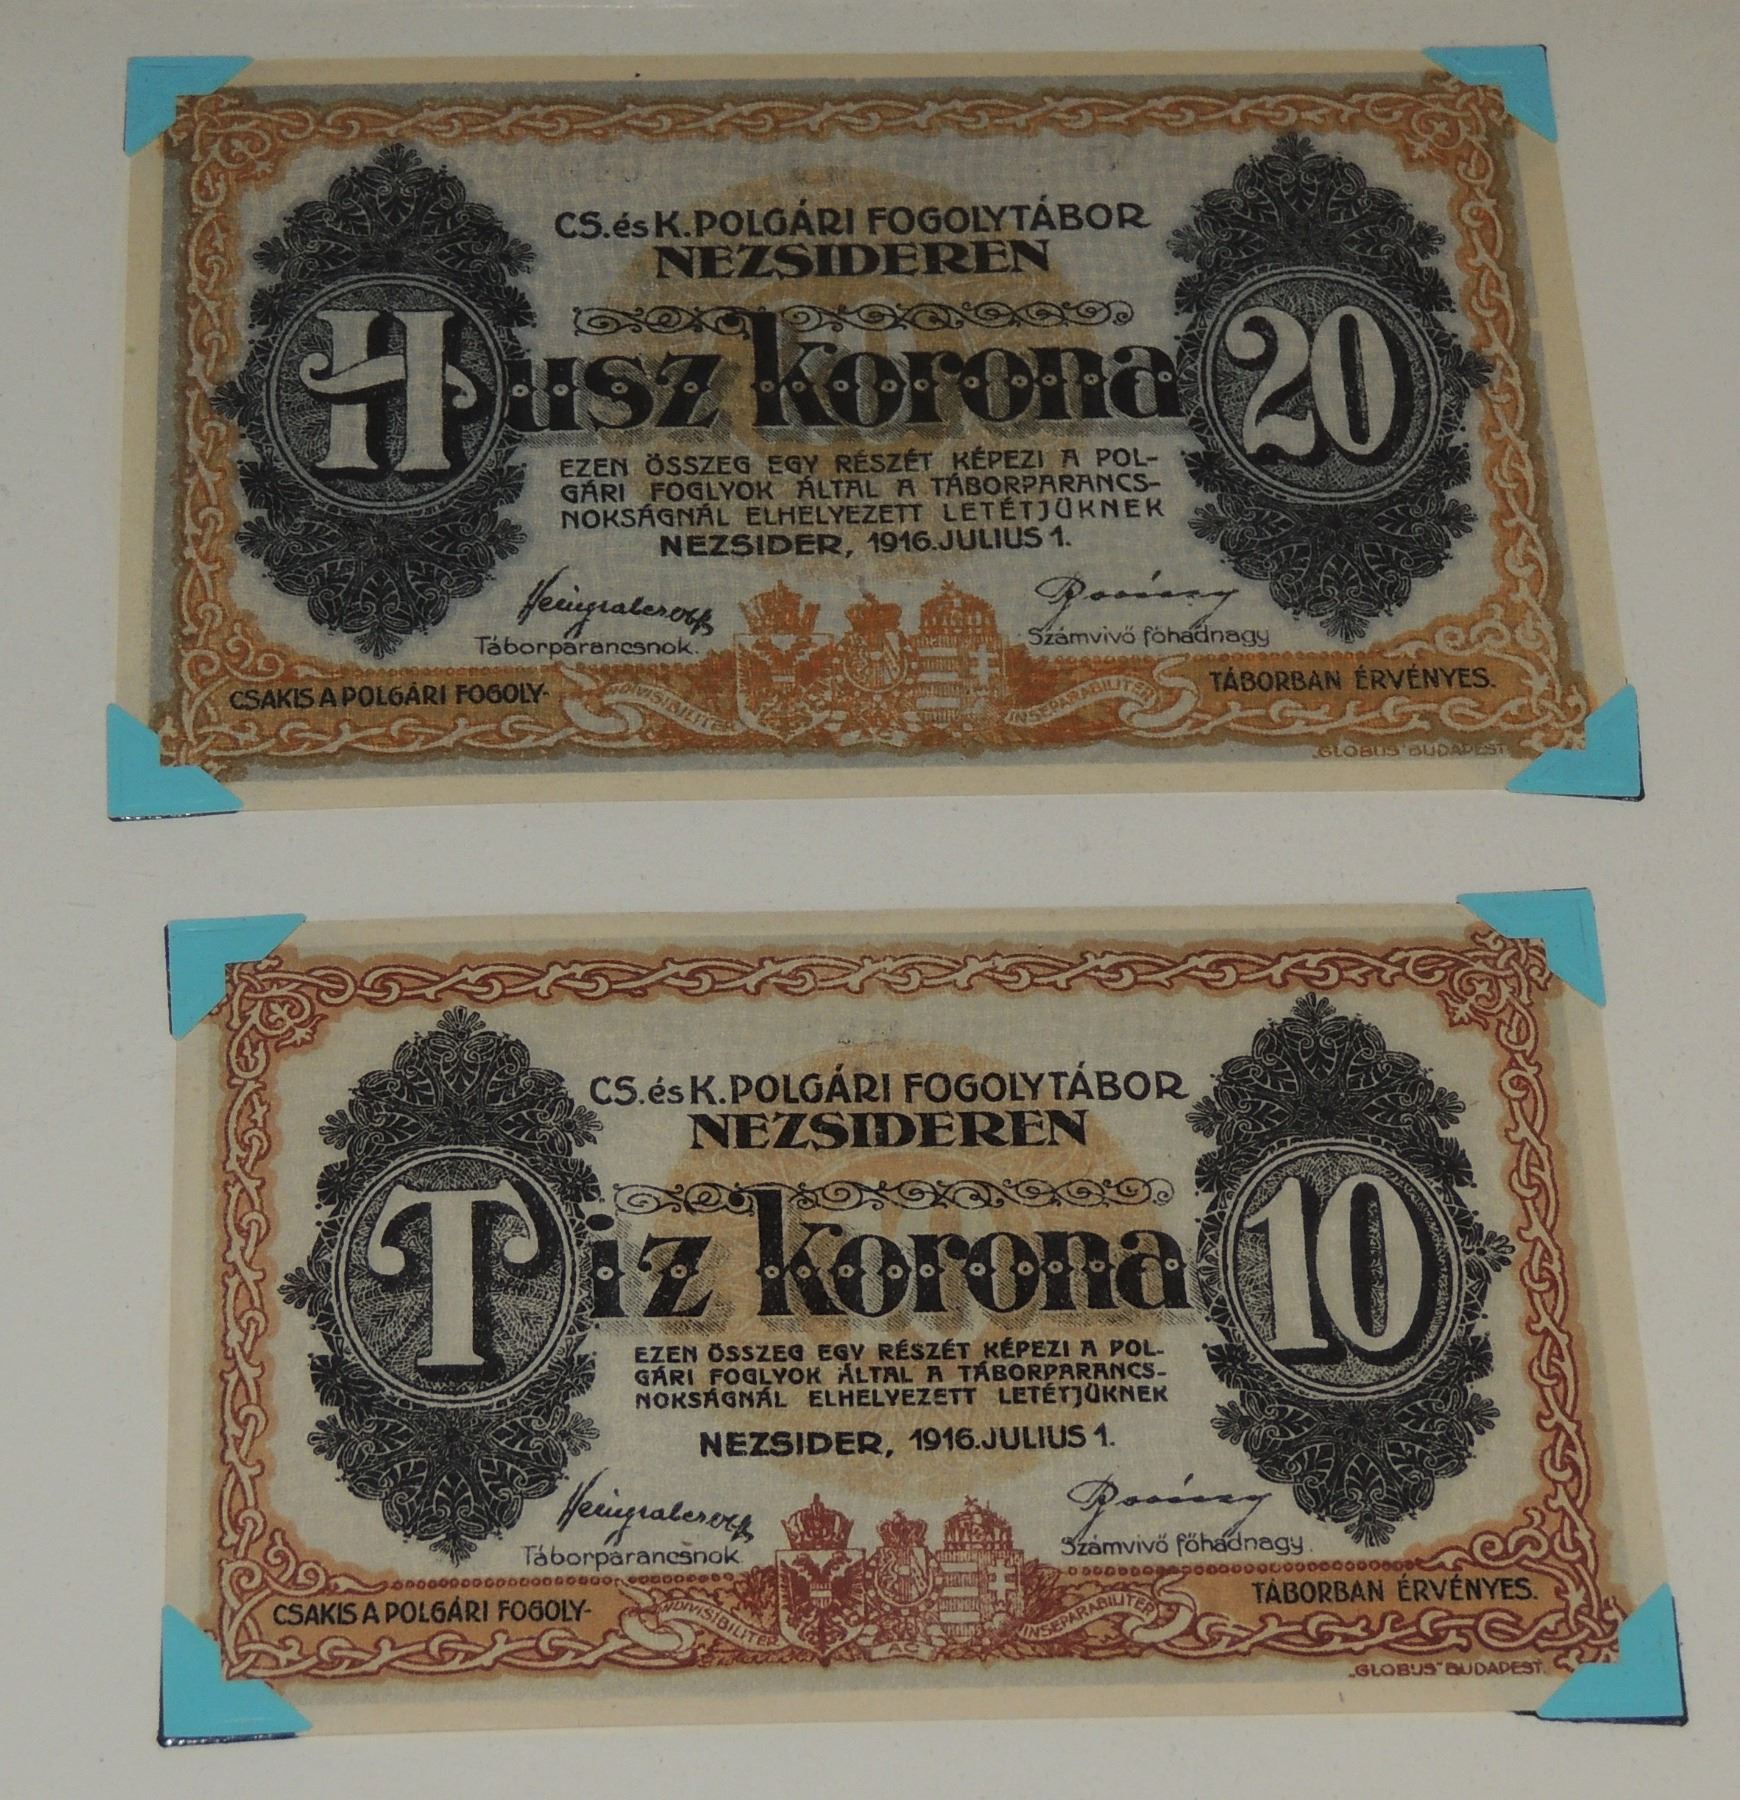 CS. és K. POLGÁRI FOGOLYTÁBOR
NEZSIDEREN
Husz korona
20
EZEN ÖSSZEG EGY RÉSZÉT KÉPEZI A POL-
GÁRI FOGLYOK ÁLTAL A TÁBORPARANCS-
NOKSÁGNÁL ELHELYEZETT LETÉTJÜKNEK
NEZSIDER, 1916. JULIUS 1.
Táborparancsnok.
Számvivő főhadnagy
CSAKIS A POLGÁRI FOGOLY-
INDIVISIBILITER
INSEPARABILITER
TÁBORBAN ÉRVÉNYES.
„GLOBUS" BUDAPEST.
CS. és K. POLGÁRI FOGOLYTÁBOR
NEZSIDEREN
Tiz korona
10
EZEN ÖSSZEG EGY RÉSZÉT KÉPEZI A POL-
GÁRI FOGLYOK ÁLTAL A TÁBORPARANCS-
NOKSÁGNÁL ELHELYEZETT LETÉTJÜKNEK
NEZSIDER, 1916. JULIUS 1.
Táborparancsnok
Számvivő főhadnagy.
CSAKIS A POLGÁRI FOGOLY-
INDIVISIBILITER
AC
INSEPARABILITER
TÁBORBAN ÉRVÉNYES.
„GLOBUS" BUDAPEST.